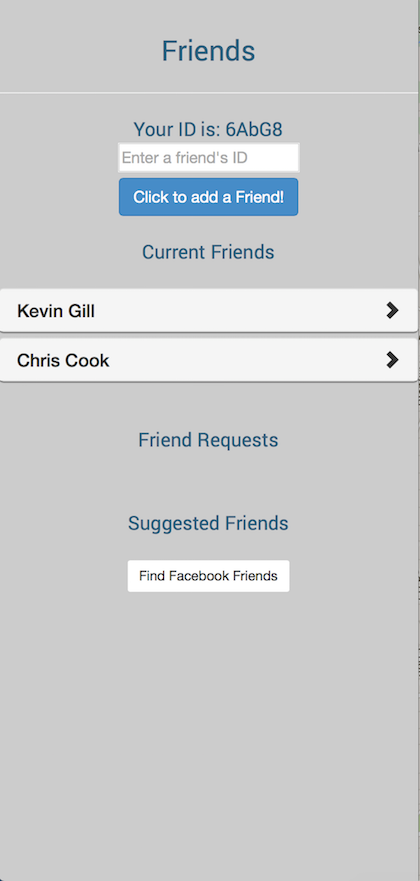 Friends
Your ID is: 6AbG8
Enter a friend's ID
Click to add a Friend!
Current Friends
Kevin Gill
Chris Cook
Friend Requests
Suggested Friends
Find Facebook Friends